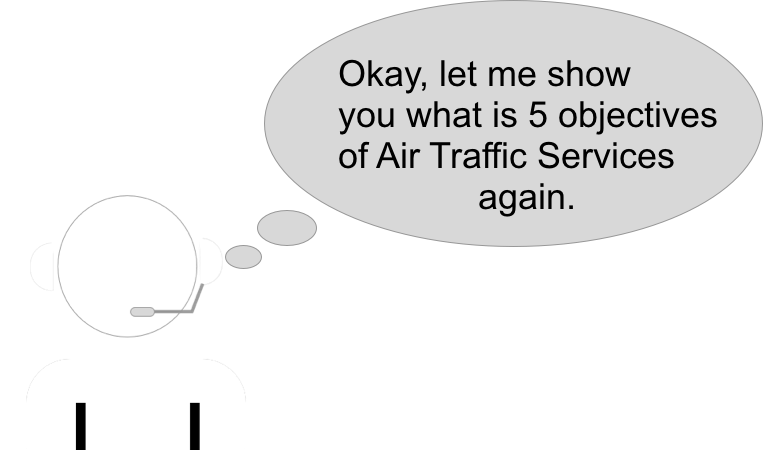 Okay, let me show
you what is 5 objectives
of Air Traffic Services
again.